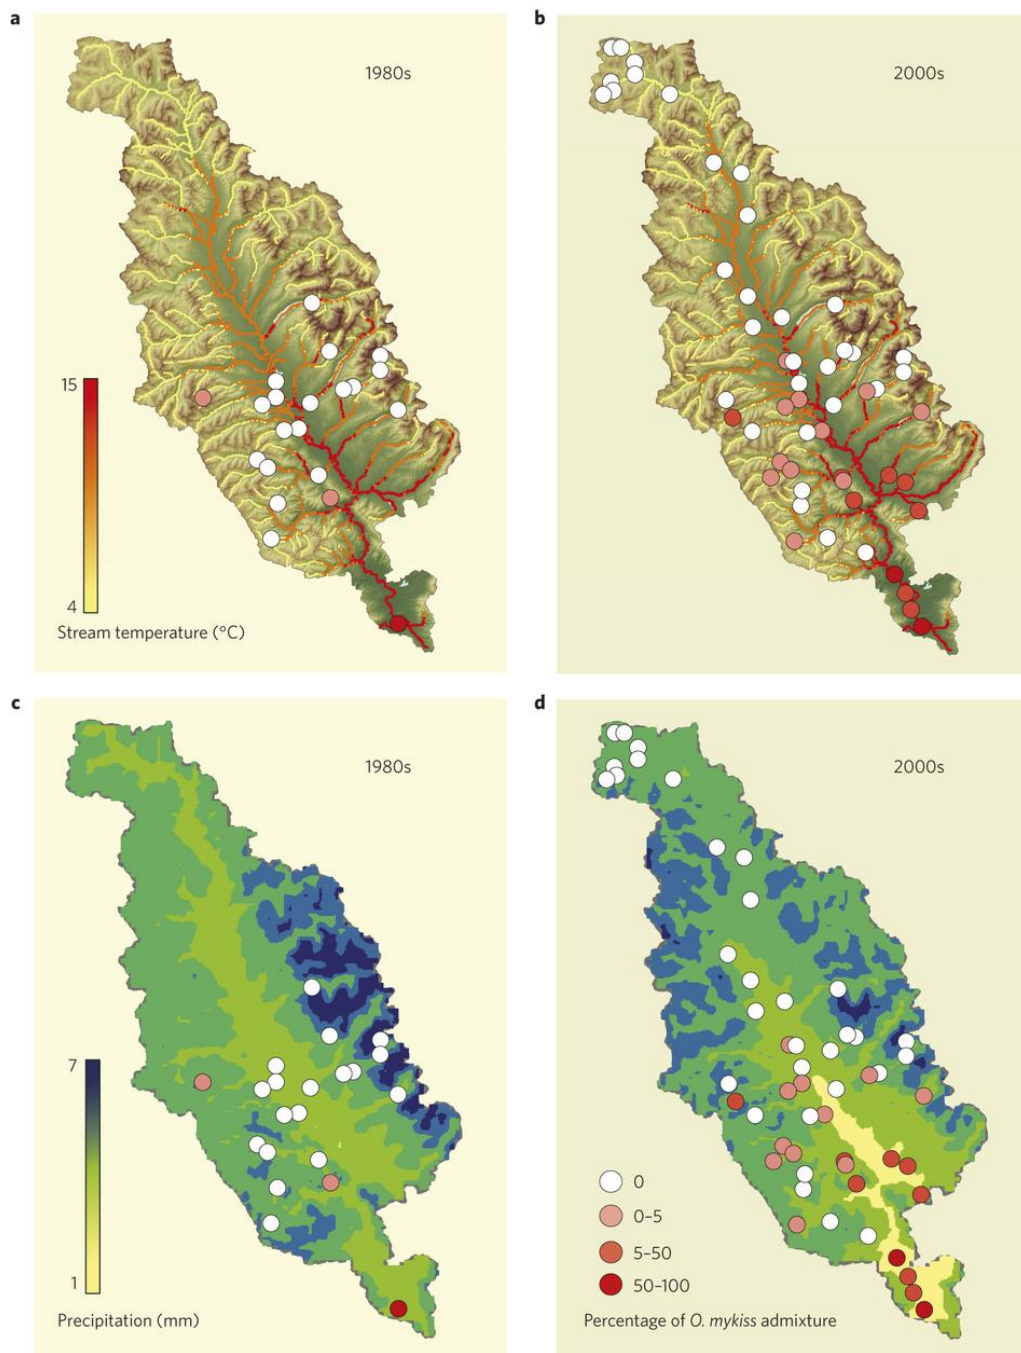 a
1980s
15
4
Stream temperature (°C)
b
2000s
c
1980s
7
1
Precipitation (mm)
d
2000s
0
0–5
5–50
50–100
Percentage of O. mykiss admixture